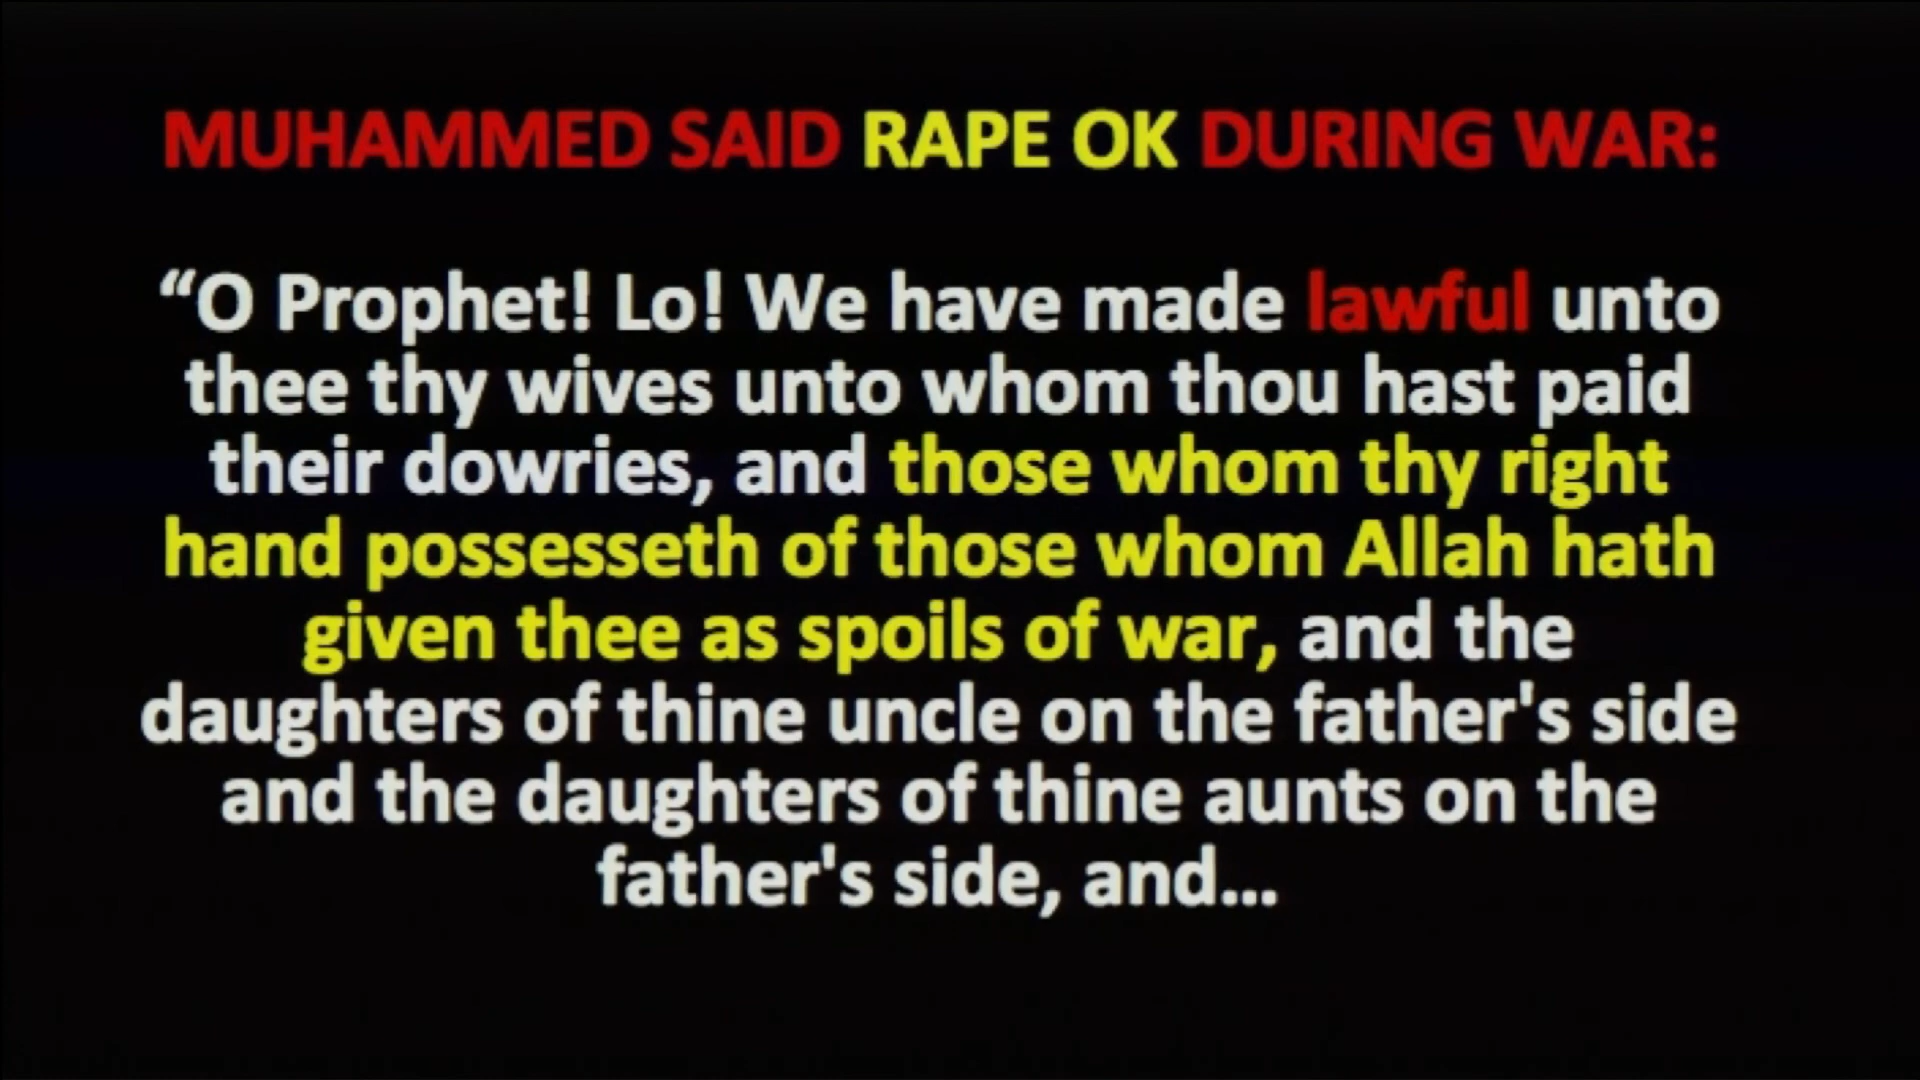 MUHAMMED SAID RAPE OK DURING WAR:
“O Prophet! Lo! We have made lawful unto
thee thy wives unto whom thou hast paid
their dowries, and those whom thy right
hand possesseth of those whom Allah hath
given thee as spoils of war, and the
daughters of thine uncle on the father's side
and the daughters of thine aunts on the
father's side, and...